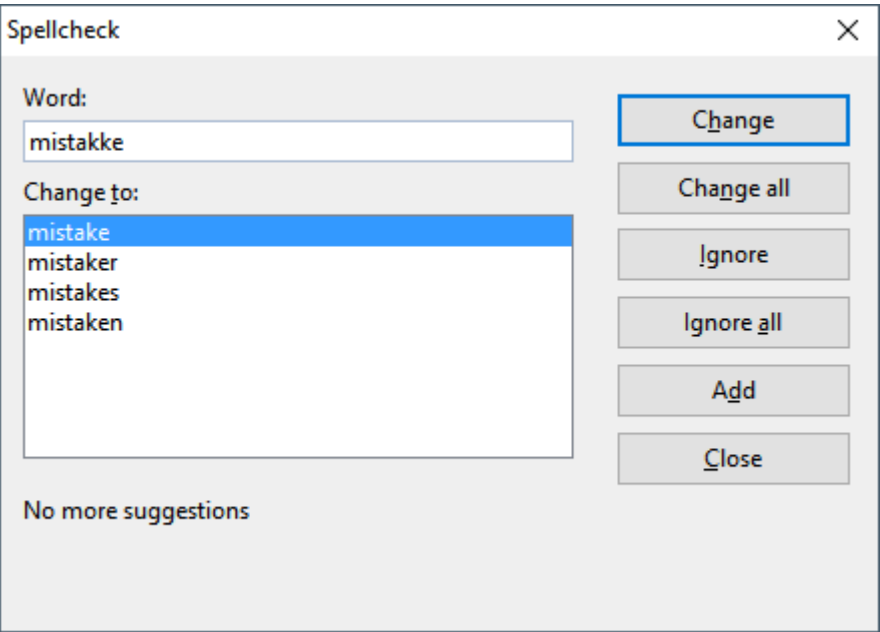 Spellcheck
Word:
mistakke
Change to:
mistake
mistaker
mistakes
mistaken
No more suggestions
Change
Change all
Ignore
Ignore all
Add
Close